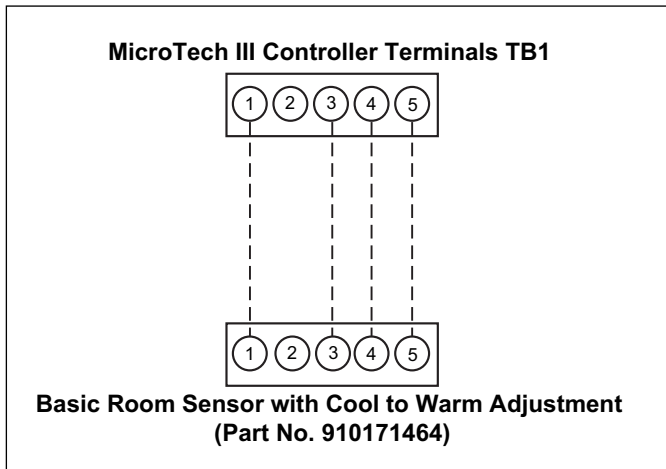 MicroTech III Controller Terminals TB1
1 2 3 4 5
1 2 3 4 5
Basic Room Sensor with Cool to Warm Adjustment
(Part No. 910171464)